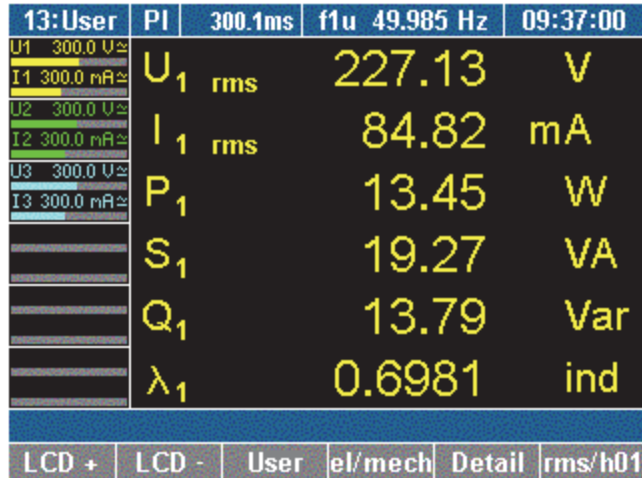 13:User PI 300.1ms f1u 49.985 Hz 09:37:00
U1 300.0 V≃
I1 300.0 mA≃
U2 300.0 V≃
I2 300.0 mA≃
U3 300.0 V≃
I3 300.0 mA≃
U1 rms 227.13 V
I1 rms 84.82 mA
P1 13.45 W
S1 19.27 VA
Q1 13.79 Var
λ1 0.6981 ind
LCD + LCD - User el/mech Detail rms/h01